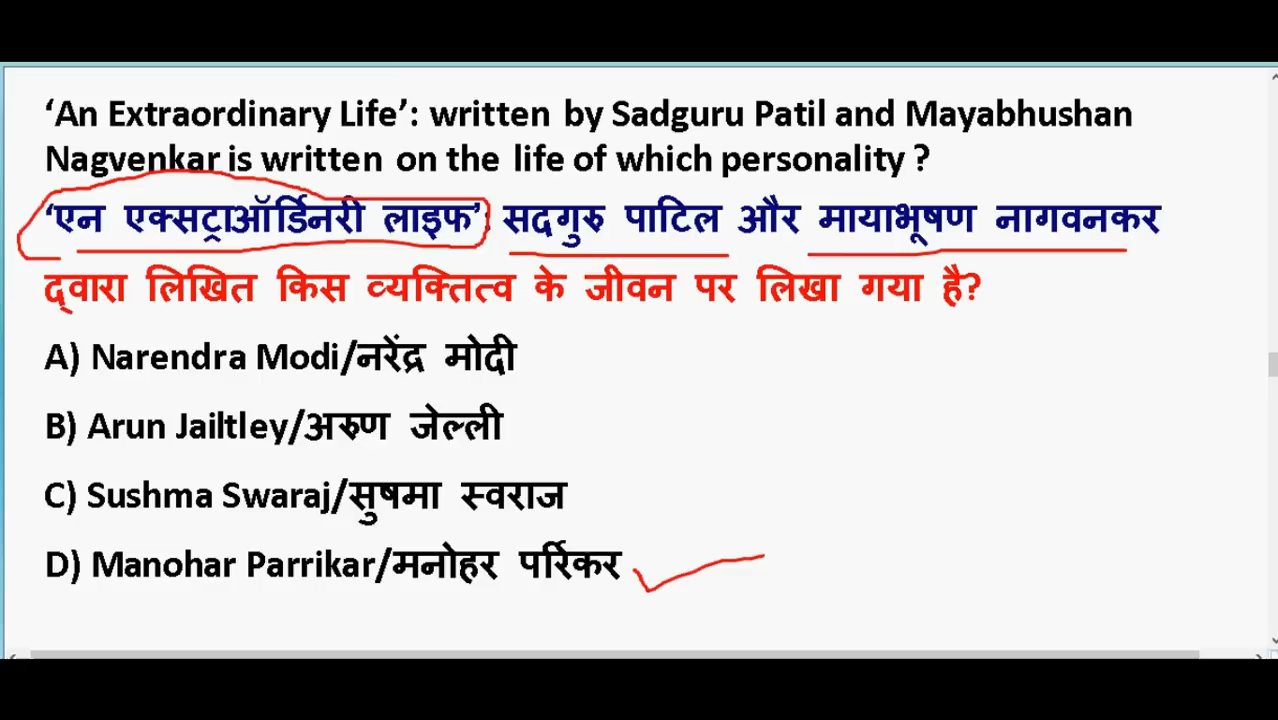 ‘An Extraordinary Life’: written by Sadguru Patil and Mayabhushan
Nagvenkar is written on the life of which personality ?
‘एन एक्सट्राऑर्डिनरी लाइफ’: सदगुरु पाटिल और मायाभूषण नागवनकर
द्वारा लिखित किस व्यक्तित्व के जीवन पर लिखा गया है?
A) Narendra Modi/नरेंद्र मोदी
B) Arun Jailtley/अरुण जेल्ली
C) Sushma Swaraj/सुषमा स्वराज
D) Manohar Parrikar/मनोहर पर्रिकर